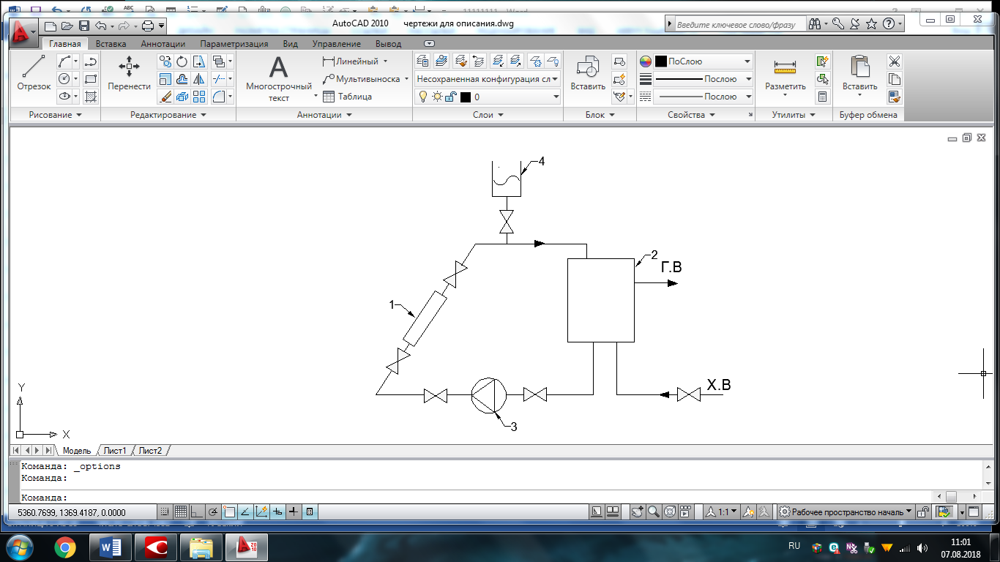 11111111 - Word
AutoCAD 2010 чертежи для описания.dwg
Введите ключевое слово/фразу
Главная Вставка Аннотации Параметризация Вид Управление Вывод
Отрезок
Перенести
A
Многострочный текст
Линейный
Мультивыноска
Таблица
Несохраненная конфигурация сл
0
Вставить
ПоСлою
Послою
Послою
Разметить
Вставить
Рисование
Редактирование
Аннотации
Слои
Блок
Свойства
Утилиты
Буфер обмена
4
2
Г.В
1
Х.В
3
Y
X
Модель Лист1 Лист2
Команда: _options
Команда:
Команда:
5360.7699, 1369.4187, 0.0000
1:1
Рабочее пространство началь
RU
11:01
07.08.2018